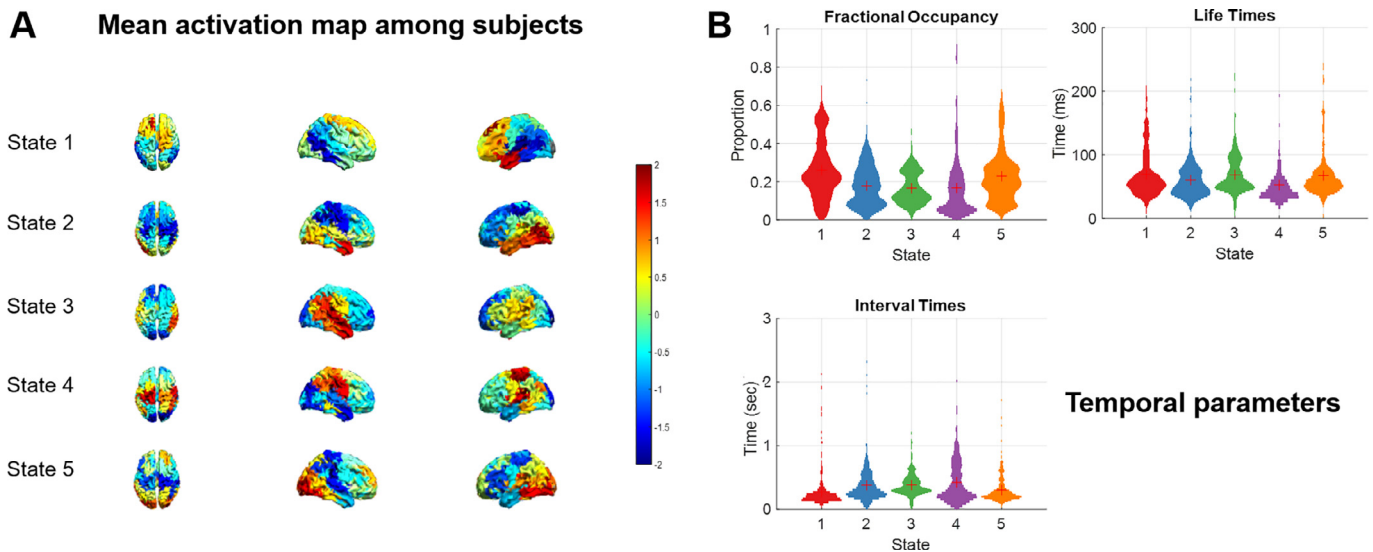 A Mean activation map among subjects
State 1
State 2
State 3
State 4
State 5
2
1.5
1
0.5
0
-0.5
-1
-1.5
-2
B
Fractional Occupancy
Proportion
1
0.8
0.6
0.4
0.2
0
1 2 3 4 5
State
Life Times
Time (ms)
300
200
100
0
1 2 3 4 5
State
Interval Times
Time (sec)
3
2
1
0
1 2 3 4 5
State
Temporal parameters